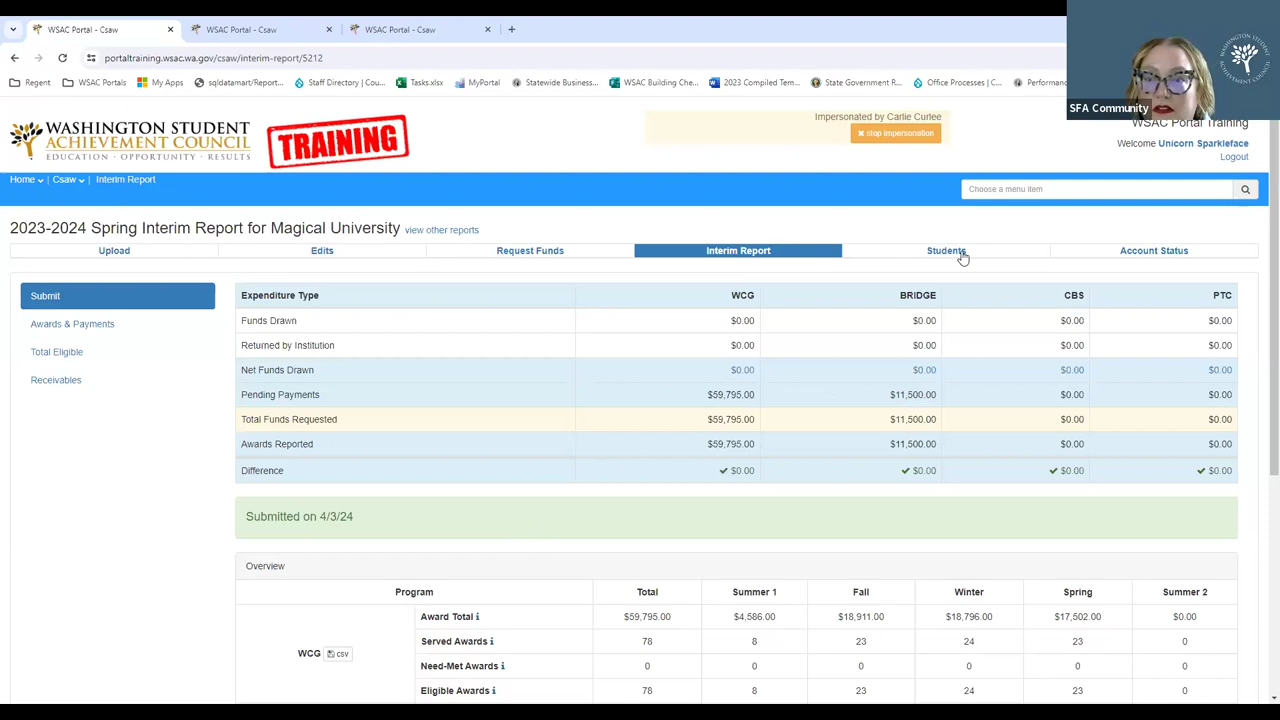 WSAC Portal - Csaw
WSAC Portal - Csaw
WSAC Portal - Csaw
portaltraining.wsac.wa.gov/csaw/interim-report/5212
Regent
WSAC Portals
My Apps
sqldatamart/Report...
Staff Directory | Cou...
Tasks.xlsx
MyPortal
Statewide Business...
WSAC Building Che...
2023 Compiled Tem...
State Government R...
Office Processes | C...
Performanc
WASHINGTON STUDENT ACHIEVEMENT COUNCIL
SFA Community
WASHINGTON STUDENT
ACHIEVEMENT COUNCIL
EDUCATION · OPPORTUNITY · RESULTS
TRAINING
Impersonated by Carlie Curlee
stop impersonation
WSAC Portal Training
Welcome Unicorn Sparkleface
Logout
Home
Csaw
Interim Report
Choose a menu item
2023-2024 Spring Interim Report for Magical University view other reports
Upload Edits Request Funds Interim Report Students Account Status
Submit
Awards & Payments
Total Eligible
Receivables
Expenditure Type WCG BRIDGE CBS PTC
Funds Drawn $0.00 $0.00 $0.00 $0.00
Returned by Institution $0.00 $0.00 $0.00 $0.00
Net Funds Drawn $0.00 $0.00 $0.00 $0.00
Pending Payments $59,795.00 $11,500.00 $0.00 $0.00
Total Funds Requested $59,795.00 $11,500.00 $0.00 $0.00
Awards Reported $59,795.00 $11,500.00 $0.00 $0.00
Difference $0.00 $0.00 $0.00 $0.00
Submitted on 4/3/24
Overview
Program Total Summer 1 Fall Winter Spring Summer 2
WCG csv
Award Total $59,795.00 $4,586.00 $18,911.00 $18,796.00 $17,502.00 $0.00
Served Awards 78 8 23 24 23 0
Need-Met Awards 0 0 0 0 0 0
Eligible Awards 78 8 23 24 23 0